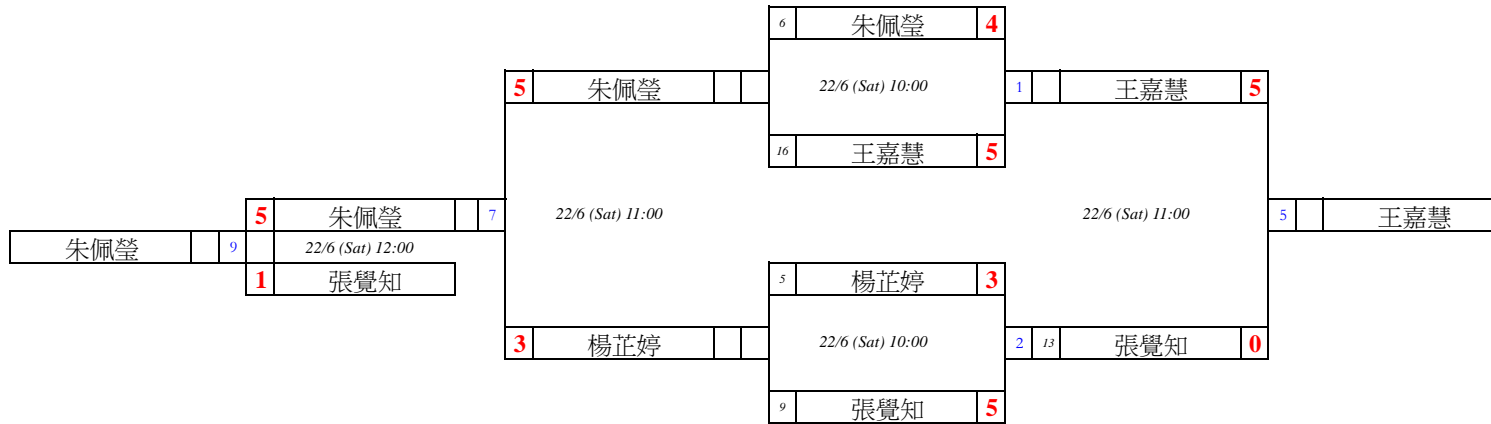 6 朱佩瑩 4
5 朱佩瑩 22/6 (Sat) 10:00 1 王嘉慧 5
16 王嘉慧 5
5 朱佩瑩 7 22/6 (Sat) 11:00 22/6 (Sat) 11:00 5 王嘉慧
朱佩瑩 9 22/6 (Sat) 12:00
1 張覺知 5 楊芷婷 3
3 楊芷婷 22/6 (Sat) 10:00 2 13 張覺知 0
9 張覺知 5